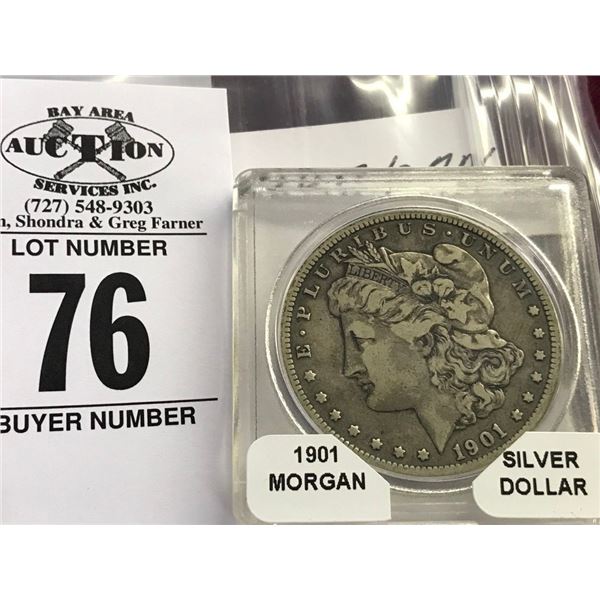 BAY AREA
AUCTION
SERVICES INC.
(727) 548-9303
, Shondra & Greg Farner
LOT NUMBER
76
BUYER NUMBER
E · PLURIBUS · UNUM
LIBERTY
1901
1901
MORGAN
SILVER
DOLLAR